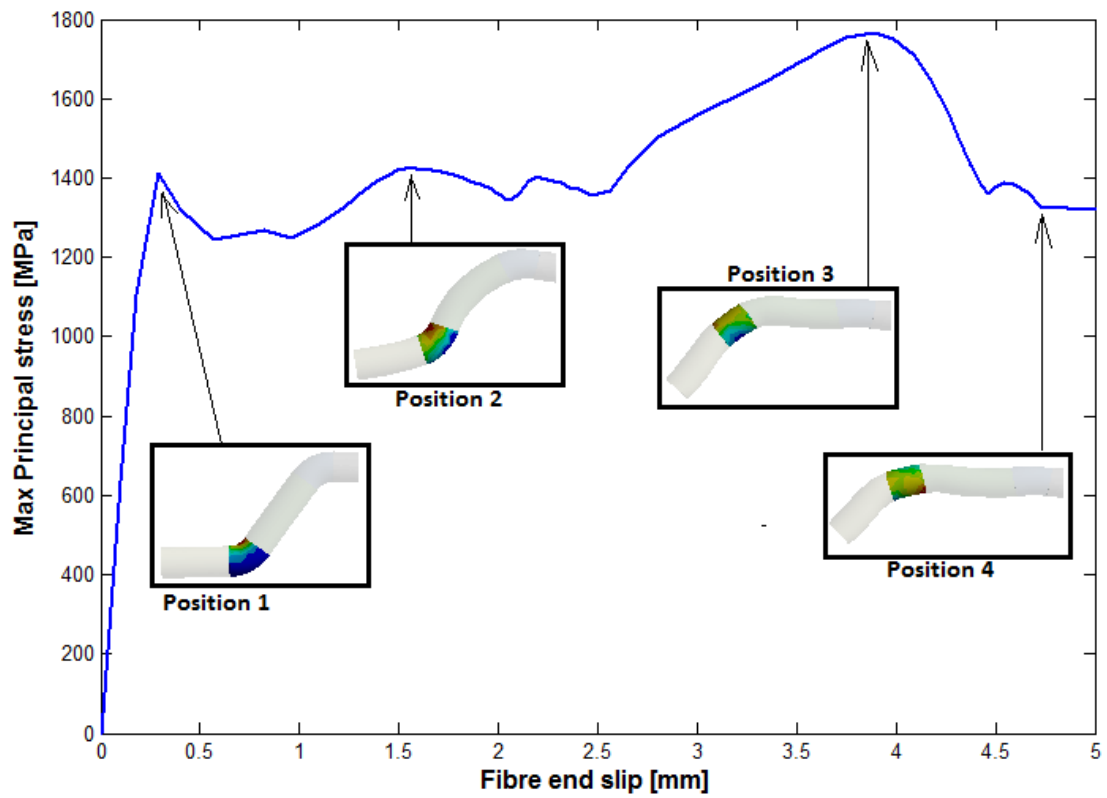 1800
1600
1400
1200
1000
800
600
400
200
0
Max Principal stress [MPa]
Position 1
Position 2
Position 3
Position 4
0 0.5 1 1.5 2 2.5 3 3.5 4 4.5 5
Fibre end slip [mm]